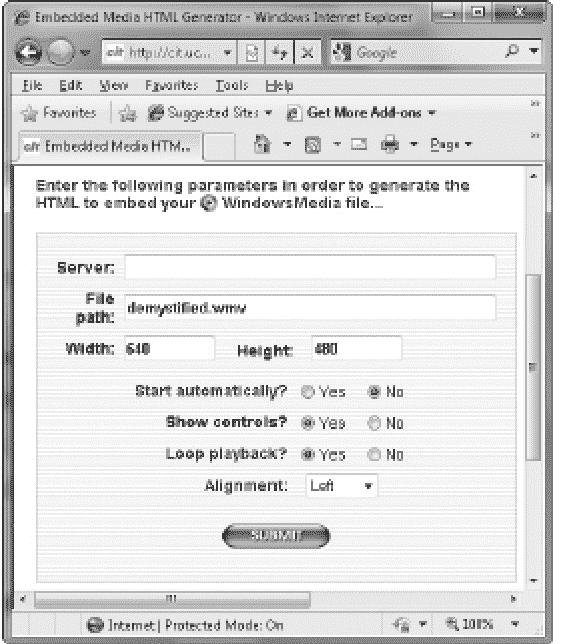 Embedded Media HTML Generator - Windows Internet Explorer
http://cit.uc...
Google
File Edit View Favorites Tools Help
Favorites Suggested Sites Get More Add-ons
Embedded Media HTM... Page
Enter the following parameters in order to generate the
HTML to embed your WindowsMedia file...
Server:
File
path: demystified.wmv
Width: 640 Height: 480
Start automatically? Yes No
Show controls? Yes No
Loop playback? Yes No
Alignment: Left
SUBMIT
Internet | Protected Mode: On 100%